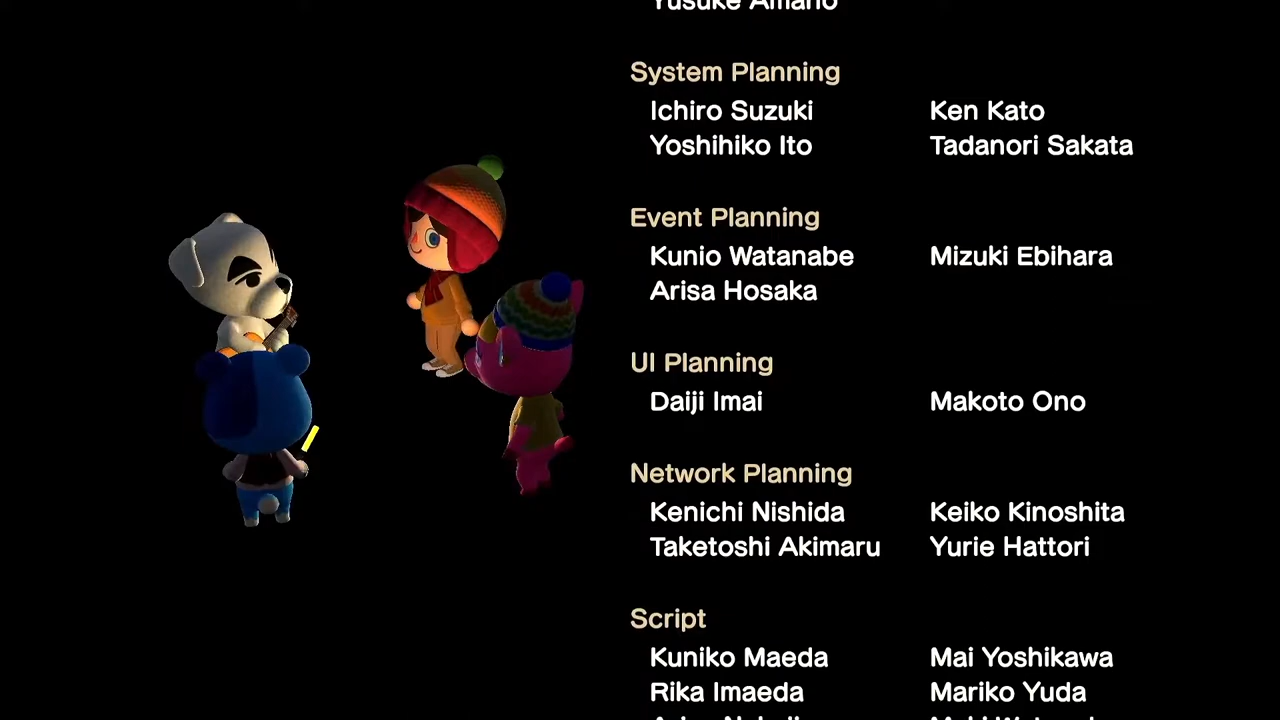 Yusuke Amano
System Planning
Ichiro Suzuki Ken Kato
Yoshihiko Ito Tadanori Sakata
Event Planning
Kunio Watanabe Mizuki Ebihara
Arisa Hosaka
UI Planning
Daiji Imai Makoto Ono
Network Planning
Kenichi Nishida Keiko Kinoshita
Taketoshi Akimaru Yurie Hattori
Script
Kuniko Maeda Mai Yoshikawa
Rika Imaeda Mariko Yuda